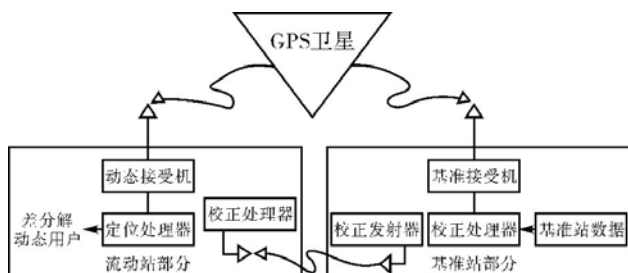 GPS卫星
动态接受机
基准接受机
差分解
动态用户
定位处理器
校正处理器
校正发射器
校正处理器
基准站数据
流动站部分
基准站部分